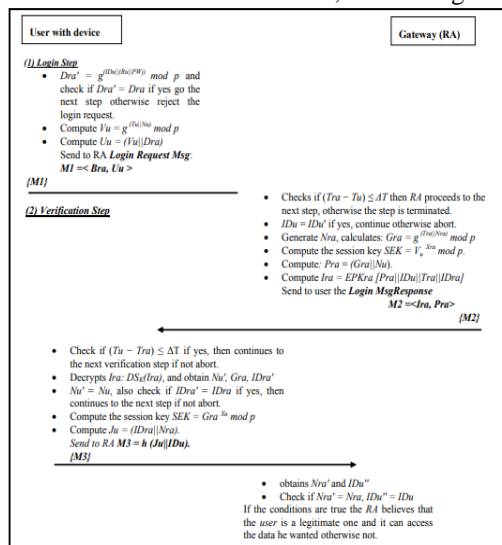 User with device
Gateway (RA)
(1) Login Step
• Dra' = g^(IDu||(Ru||PW)) mod p and
check if Dra' = Dra if yes go the
next step otherwise reject the
login request.
• Compute Vu = g^(Tu||Nu) mod p
• Compute Uu = (Vu||Dra)
Send to RA Login Request Msg:
M1 =< Bra, Uu >
{M1}
(2) Verification Step
• Checks if (Tra – Tu) ≤ ΔT then RA proceeds to the
next step, otherwise the step is terminated.
• IDu = IDu' if yes, continue otherwise abort.
• Generate Nra, calculates: Gra = g^(Tra||Nra) mod p
• Compute the session key SEK = V_u^Xra mod p.
• Compute: Pra = (Gra||Nu).
• Compute Ira = EPKra [Pra||IDu||Tra||IDra]
Send to user the Login MsgResponse
M2 =<Ira, Pra>
{M2}
• Check if (Tu – Tra) ≤ ΔT if yes, then continues to
the next verification step if not abort.
• Decrypts Ira: DSk(Ira), and obtain Nu', Gra, IDra'
• Nu' = Nu, also check if IDra' = IDra if yes, then
continues to the next step if not abort.
• Compute the session key SEK = Gra^Xu mod p
• Compute Ju = (IDra||Nra).
Send to RA M3 = h (Ju||IDu).
{M3}
• obtains Nra' and IDu"
• Check if Nra' = Nra, IDu" = IDu
If the conditions are true the RA believes that
the user is a legitimate one and it can access
the data he wanted otherwise not.